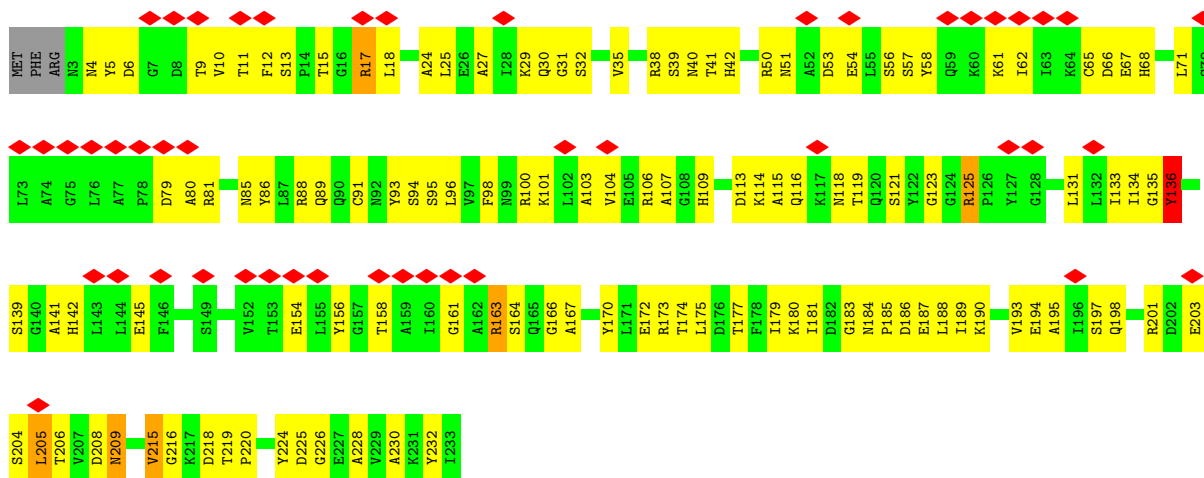 MET PHE ARG N3 N4 Y5 D6 G7 D8 T9 V10 T11 F12 S13 P14 T15 G16 R17 L18 A24 L25 E26 A27 I28 K29 Q30 G31 S32 V35 R38 S39 N40 T41 H42 R50 N51 A52 D53 E54 L55 S56 S57 Y58 Q59 K60 K61 I62 I63 K64 C65 D66 E67 H68 L71
L73 A74 G75 L76 A77 P78 D79 A80 R81 N85 Y86 L87 R88 Q89 Q90 C91 N92 Y93 S94 S95 L96 V97 F98 N99 R100 K101 L102 A103 V104 E105 R106 A107 G108 H109 D113 K114 A115 Q116 K117 N118 T119 Q120 S121 Y122 G123 G124 R125 P126 Y127 G128 L131 L132 I133 I134 G135 Y136
S139 G140 A141 H142 L143 L144 E145 F146 S149 V152 T153 E154 L155 Y156 G157 T158 A159 I160 G161 A162 R163 S164 Q165 G166 A167 Y170 L171 E172 R173 T174 L175 D176 T177 F178 I179 K180 I181 D182 G183 N184 P185 D186 E187 L188 I189 K190 V193 E194 A195 I196 S197 Q198 R201 D202 E203
S204 L205 T206 V207 D208 N209 V215 G216 K217 D218 T219 P220 Y224 D225 G226 E227 A228 V229 A230 K231 Y232 I233